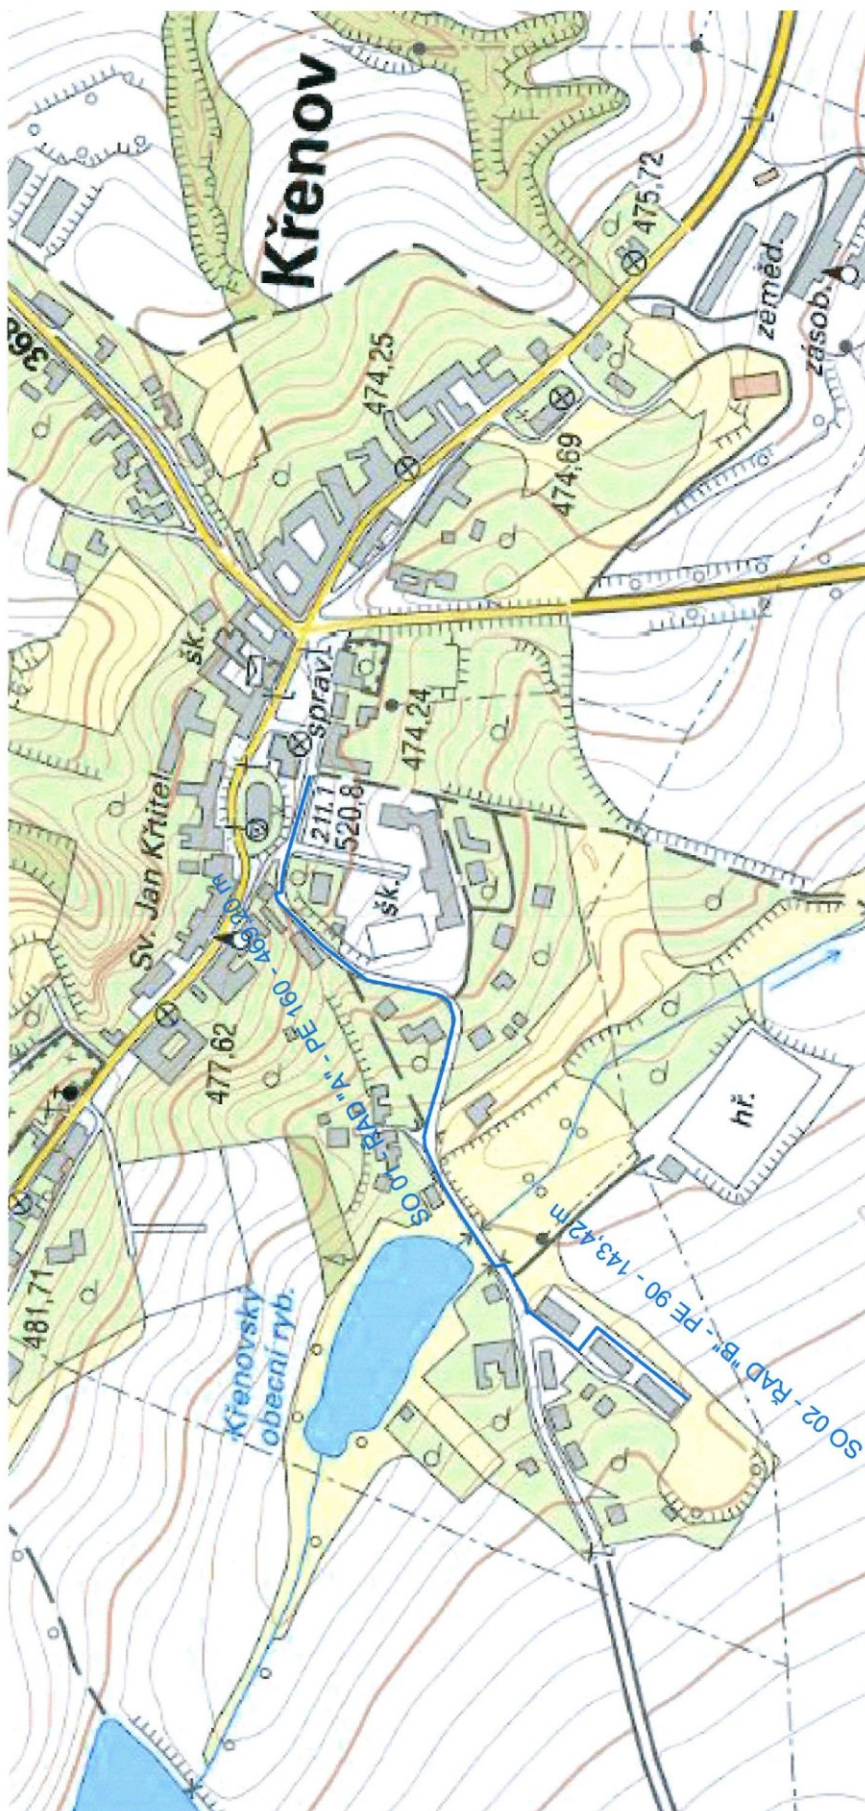 Křenov
368
475,72
474,25
zeměd.
zásob.
474,69
šk.
správ.
474,24
Sv. Jan Křtitel
211.1
520.8
šk.
477,62
SO 01 - ŘAD "A" - PE 160 - 469,20 m
hř.
481,71
Křenovský
obecní ryb.
SO 02 - ŘAD "B" - PE 90 - 143,42 m